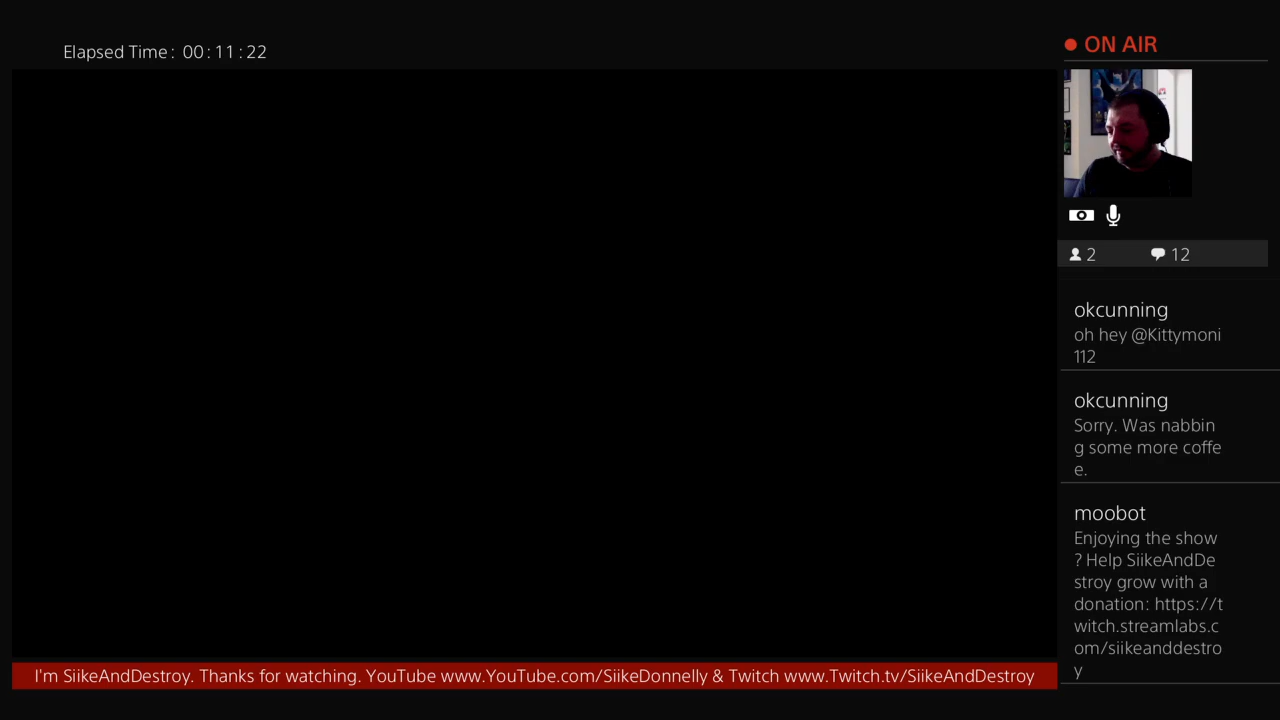 Elapsed Time: 00:11:22
ON AIR
2
12
okcunning
oh hey @Kittymoni
112
okcunning
Sorry. Was nabbin
g some more coffe
e.
moobot
Enjoying the show
? Help SiikeAndDe
stroy grow with a
donation: https://t
witch.streamlabs.c
om/siikeanddestro
y
I'm SiikeAndDestroy. Thanks for watching. YouTube www.YouTube.com/SiikeDonnelly & Twitch www.Twitch.tv/SiikeAndDestroy